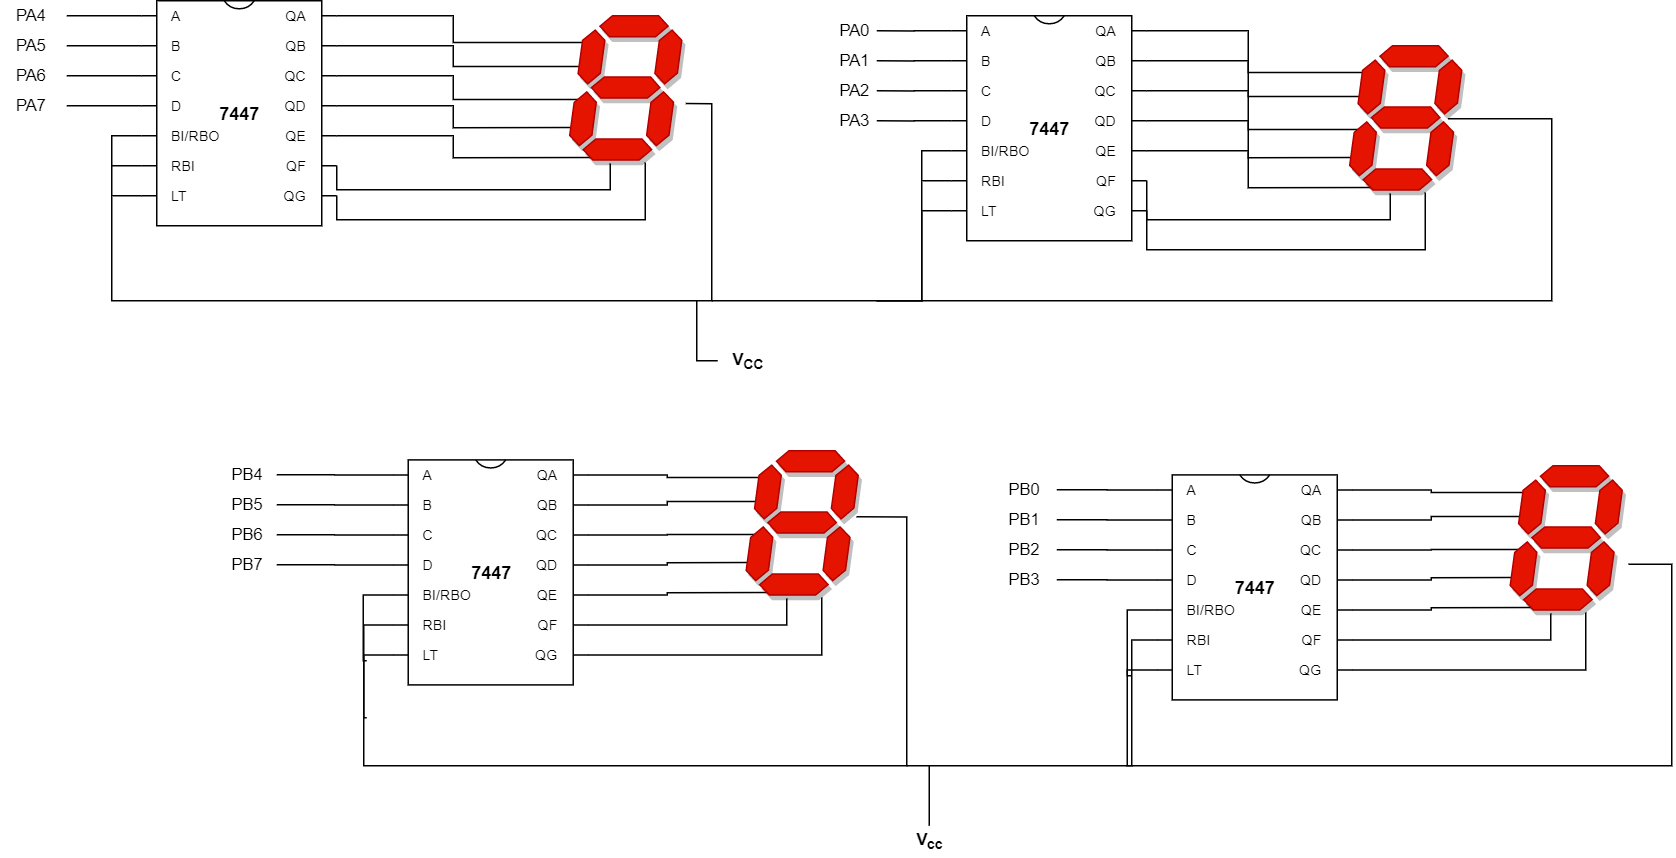 PA4 A QA
PA5 B QB
PA6 C QC
PA7 D QD
7447
BI/RBO QE
RBI QF
LT QG
PA0 A QA
PA1 B QB
PA2 C QC
PA3 D QD
7447
BI/RBO QE
RBI QF
LT QG
VCC
PB4 A QA
PB5 B QB
PB6 C QC
PB7 D QD
7447
BI/RBO QE
RBI QF
LT QG
PB0 A QA
PB1 B QB
PB2 C QC
PB3 D QD
7447
BI/RBO QE
RBI QF
LT QG
Vcc